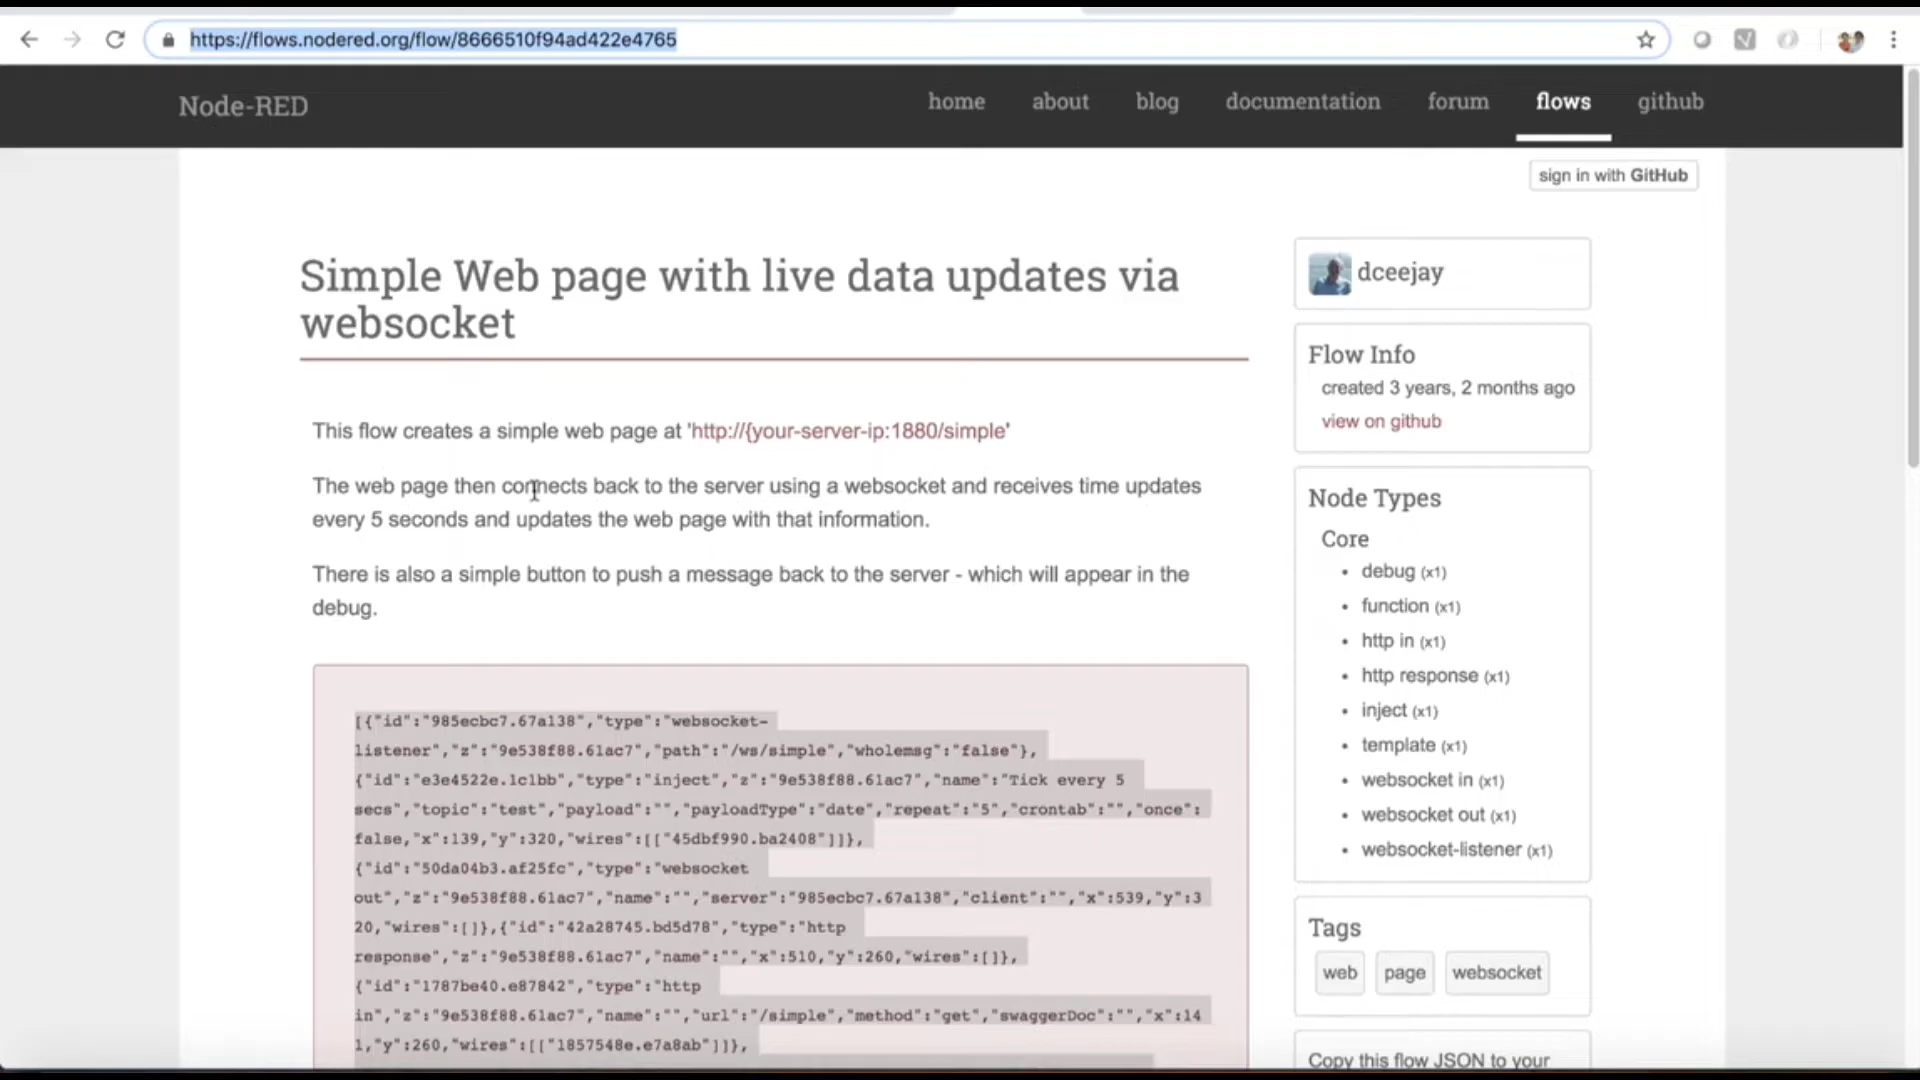 https://flows.nodered.org/flow/8666510f94ad422e4765
Node-RED
home about blog documentation forum flows github
sign in with GitHub
Simple Web page with live data updates via
websocket
This flow creates a simple web page at 'http://{your-server-ip:1880/simple'
The web page then connects back to the server using a websocket and receives time updates
every 5 seconds and updates the web page with that information.
There is also a simple button to push a message back to the server - which will appear in the
debug.
[{"id":"985ecbc7.67a138","type":"websocket-
listener","z":"9e538f88.61ac7","path":"/ws/simple","wholemsg":"false"},
{"id":"e3e4522e.1c1bb","type":"inject","z":"9e538f88.61ac7","name":"Tick every 5
secs","topic":"test","payload":"","payloadType":"date","repeat":"5","crontab":"","once":
false,"x":139,"y":320,"wires":[["45dbf990.ba2408"]]},
{"id":"50da04b3.af25fc","type":"websocket
out","z":"9e538f88.61ac7","name":"","server":"985ecbc7.67a138","client":"","x":539,"y":3
20,"wires":[]},{"id":"42a28745.bd5d78","type":"http
response","z":"9e538f88.61ac7","name":"","x":510,"y":260,"wires":[]},
{"id":"1787be40.e87842","type":"http
in","z":"9e538f88.61ac7","name":"","url":"/simple","method":"get","swaggerDoc":"","x":14
1,"y":260,"wires":[["1857548e.e7a8ab"]]},
dceejay
Flow Info
created 3 years, 2 months ago
view on github
Node Types
Core
• debug (x1)
• function (x1)
• http in (x1)
• http response (x1)
• inject (x1)
• template (x1)
• websocket in (x1)
• websocket out (x1)
• websocket-listener (x1)
Tags
web page websocket
Copy this flow JSON to your